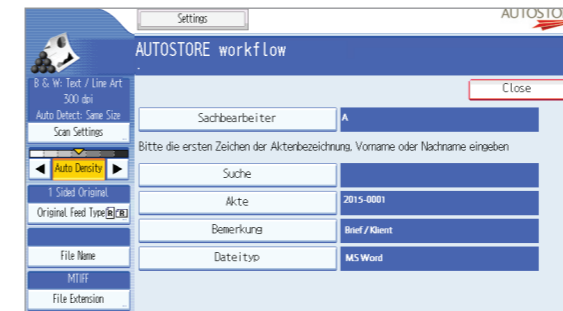 Settings
AUTOSTO
AUTOSTORE workflow
B & W: Text / Line Art
300 dpi
Auto Detect: Same Size
Scan Settings
Close
Sachbearbeiter
A
Bitte die ersten Zeichen der Aktenbezeichnung, Vorname oder Nachname eingeben
◀ Auto Density ▶
Suche
1 Sided Original
Original Feed Type
Akte
2015-0001
Bemerkung
Brief / Klient
File Name
Dateityp
MS Word
MTIFF
File Extension